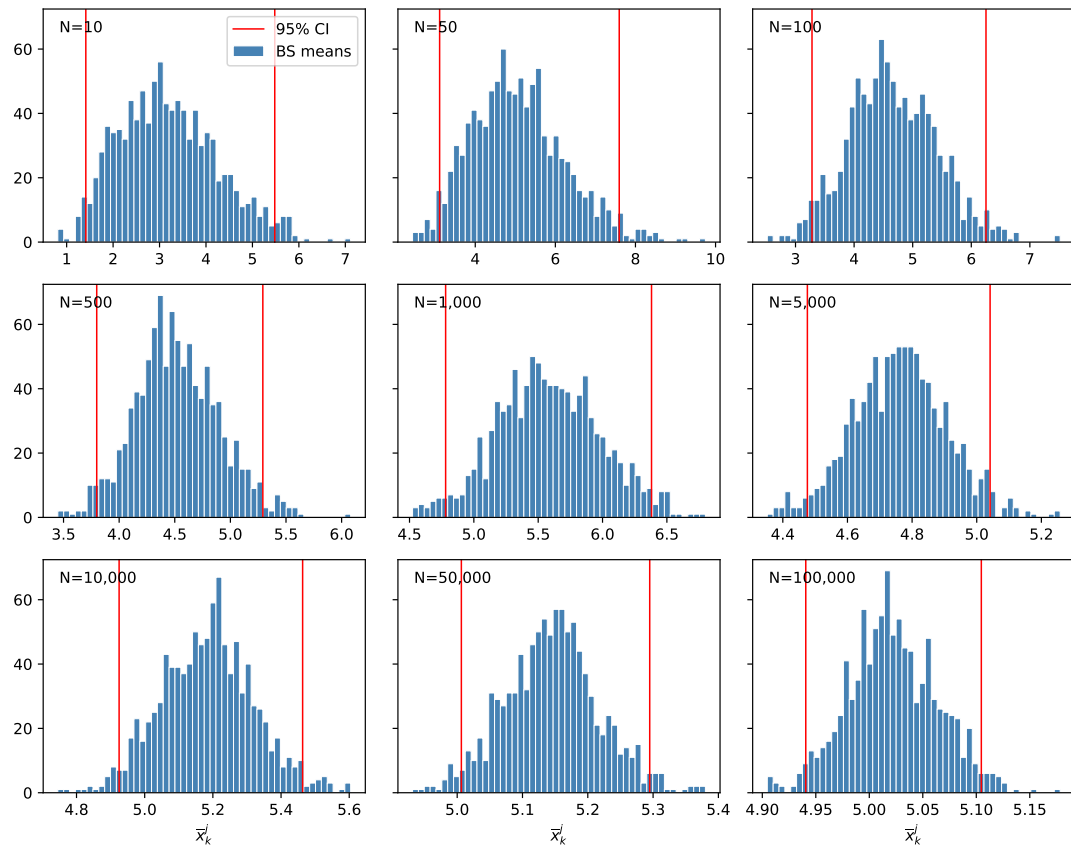 N=10
95% CI
BS means
0
20
40
60
1 2 3 4 5 6 7
N=50
4 6 8 10
N=100
3 4 5 6 7
N=500
0
20
40
60
3.5 4.0 4.5 5.0 5.5 6.0
N=1,000
4.5 5.0 5.5 6.0 6.5
N=5,000
4.4 4.6 4.8 5.0 5.2
N=10,000
0
20
40
60
4.8 5.0 5.2 5.4 5.6
N=50,000
5.0 5.1 5.2 5.3 5.4
N=100,000
4.90 4.95 5.00 5.05 5.10 5.15
x̄ₖʲ
x̄ₖʲ
x̄ₖʲ